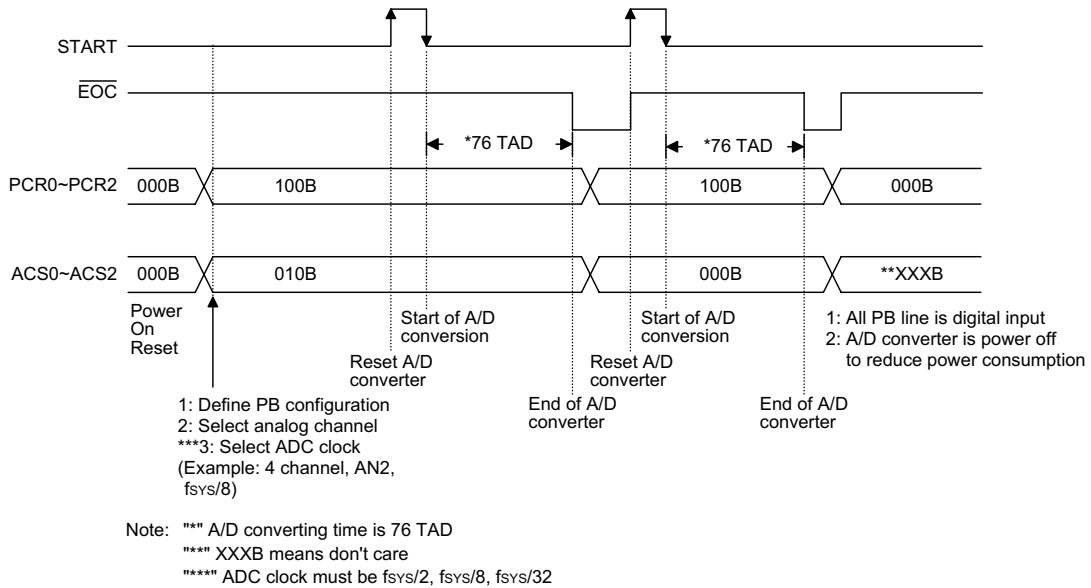 START
EOC
*76 TAD
*76 TAD
PCR0~PCR2
000B
100B
100B
000B
ACS0~ACS2
000B
010B
000B
**XXXB
Power
On
Reset
Start of A/D
conversion
Start of A/D
conversion
1: All PB line is digital input
2: A/D converter is power off
to reduce power consumption
Reset A/D
converter
Reset A/D
converter
1: Define PB configuration
2: Select analog channel
***3: Select ADC clock
(Example: 4 channel, AN2,
fSYS/8)
End of A/D
converter
End of A/D
converter
Note: "*" A/D converting time is 76 TAD
"**" XXXB means don't care
"***" ADC clock must be fSYS/2, fSYS/8, fSYS/32